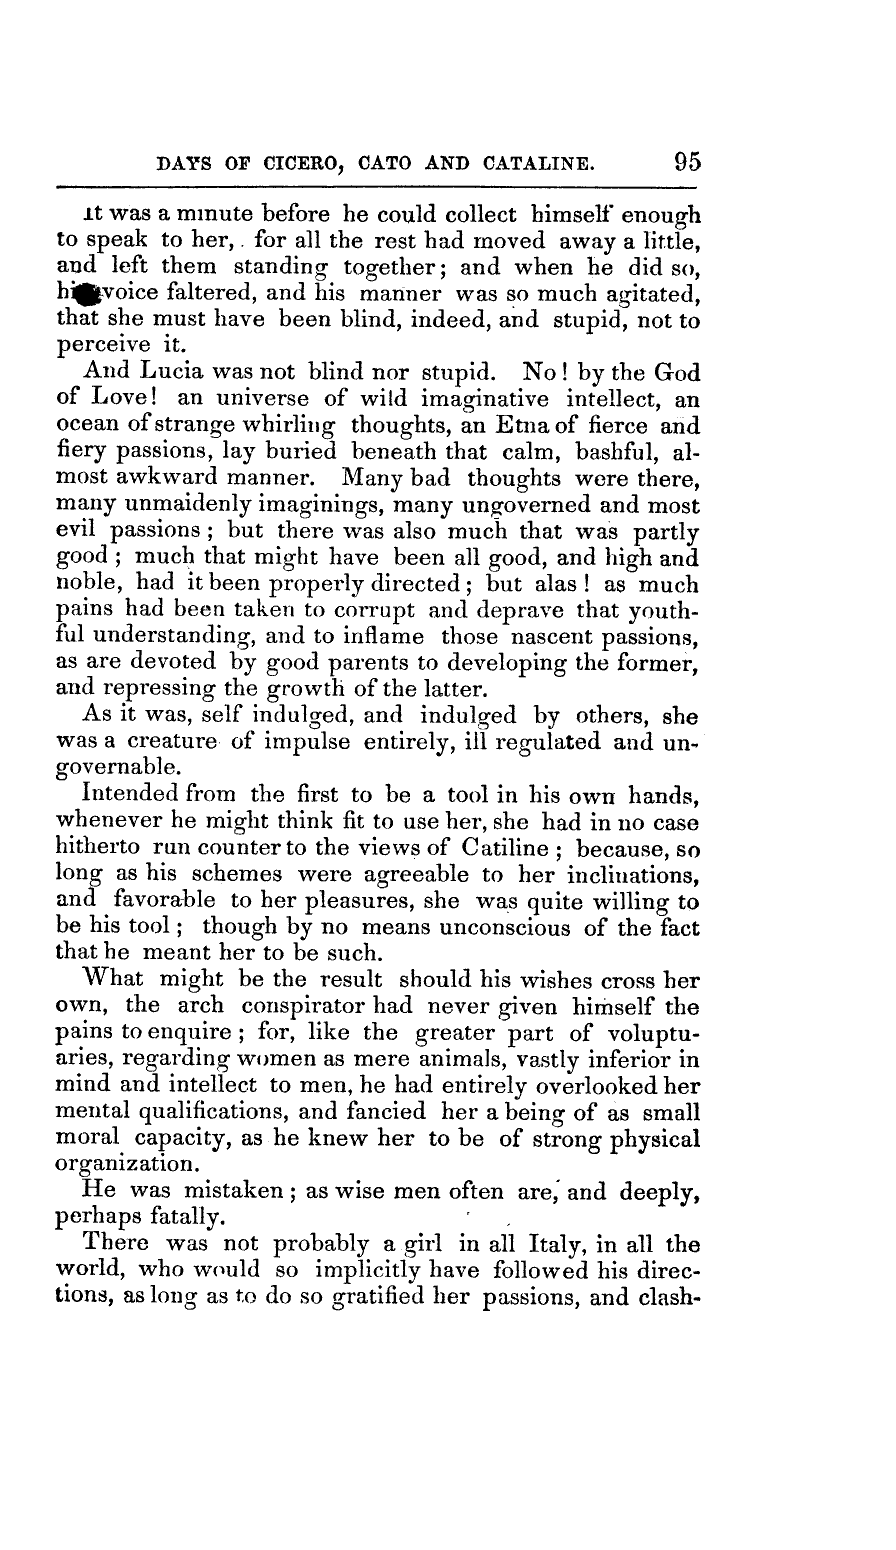 DAYS OF CICERO, CATO AND CATALINE. 95
It was a minute before he could collect himself enough
to speak to her, for all the rest had moved away a little,
and left them standing together; and when he did so,
voice faltered, and his manner was so much agitated,
that she must have been blind, indeed, and stupid, not to
perceive it.
And Lucia was not blind nor stupid. No! by the God
of Love! an universe of wild imaginative intellect, an
ocean of strange whirling thoughts, an Etna of fierce and
fiery passions, lay buried beneath that calm, bashful, al-
most awkward manner. Many bad thoughts were there,
many unmaidenly imaginings, many ungoverned and most
evil passions; but there was also much that was partly
good; much that might have been all good, and high and
noble, had it been properly directed; but alas! as much
pains had been taken to corrupt and deprave that youth-
ful understanding, and to inflame those nascent passions,
as are devoted by good parents to developing the former,
and repressing the growth of the latter.
As it was, self indulged, and indulged by others, she
was a creature of impulse entirely, ill regulated and un-
governable.
Intended from the first to be a tool in his own hands,
whenever he might think fit to use her, she had in no case
hitherto run counter to the views of Catiline; because, so
long as his schemes were agreeable to her inclinations,
and favorable to her pleasures, she was quite willing to
be his tool; though by no means unconscious of the fact
that he meant her to be such.
What might be the result should his wishes cross her
own, the arch conspirator had never given himself the
pains to enquire; for, like the greater part of voluptu-
aries, regarding women as mere animals, vastly inferior in
mind and intellect to men, he had entirely overlooked her
mental qualifications, and fancied her a being of as small
moral capacity, as he knew her to be of strong physical
organization.
He was mistaken; as wise men often are, and deeply,
perhaps fatally.
There was not probably a girl in all Italy, in all the
world, who would so implicitly have followed his direc-
tions, as long as to do so gratified her passions, and clash-